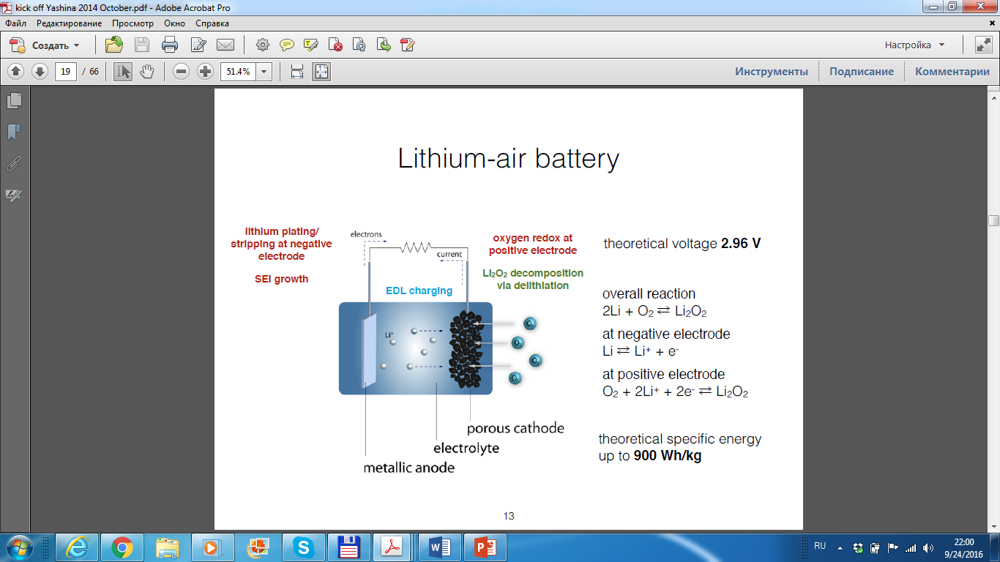 kick off Yashina 2014 October.pdf - Adobe Acrobat Pro
Файл Редактирование Просмотр Окно Справка
Создать
Настройка
19 / 66
51.4%
Инструменты Подписание Комментарии
Lithium-air battery
lithium plating/
stripping at negative
electrode
SEI growth
electrons
current
EDL charging
oxygen redox at
positive electrode
Li₂O₂ decomposition
via delithiation
Li⁺
O₂
O₂
O₂
O₂
porous cathode
electrolyte
metallic anode
theoretical voltage 2.96 V
overall reaction
2Li + O₂ ⇄ Li₂O₂
at negative electrode
Li ⇄ Li⁺ + e⁻
at positive electrode
O₂ + 2Li⁺ + 2e⁻ ⇄ Li₂O₂
theoretical specific energy
up to 900 Wh/kg
13
RU
22:00
9/24/2016